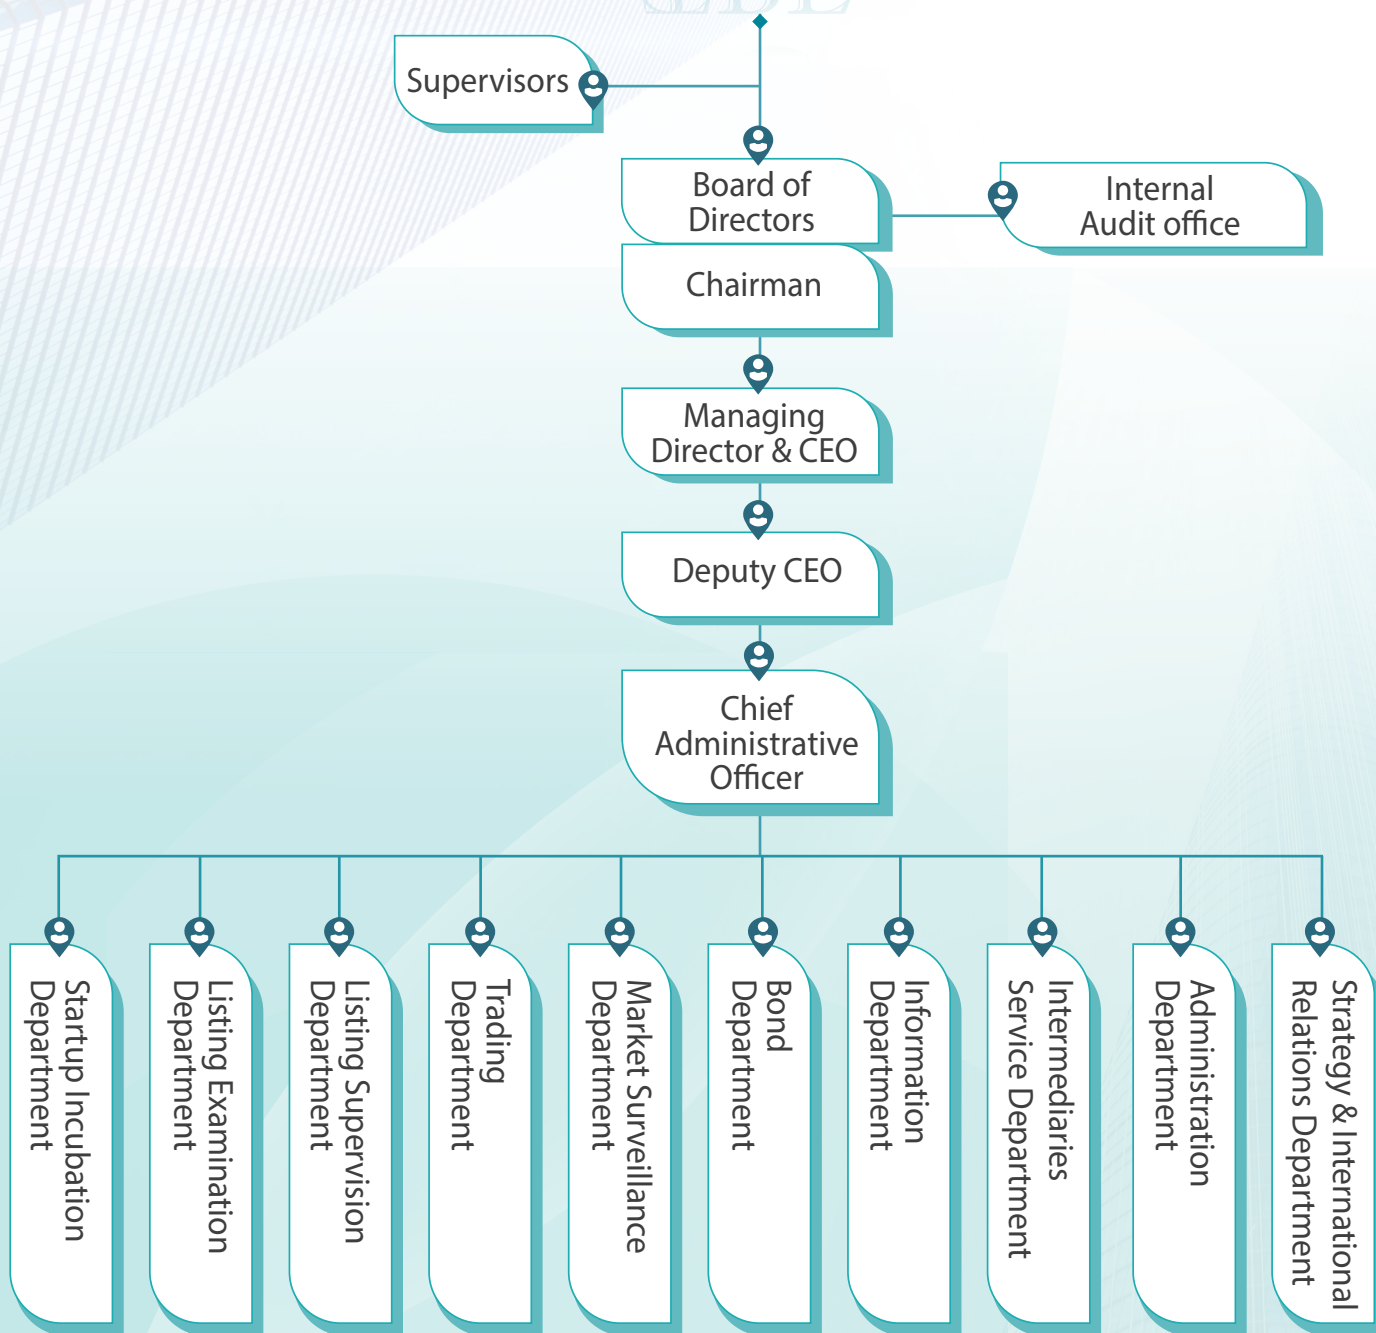 Supervisors
Board of
Directors
Internal
Audit office
Chairman
Managing
Director & CEO
Deputy CEO
Chief
Administrative
Officer
Startup Incubation
Department
Listing Examination
Department
Listing Supervision
Department
Trading
Department
Market Surveillance
Department
Bond
Department
Information
Department
Intermediaries
Service Department
Administration
Department
Strategy & International
Relations Department